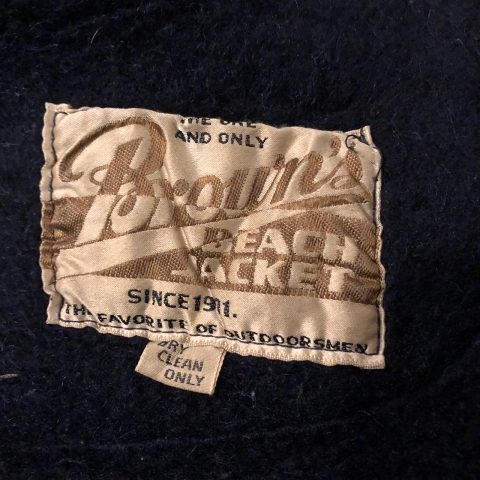 THE ONE
AND ONLY
Brown's
BEACH
JACKET
SINCE 1901.
THE FAVORITE OF OUTDOORSMEN
DRY
CLEAN
ONLY